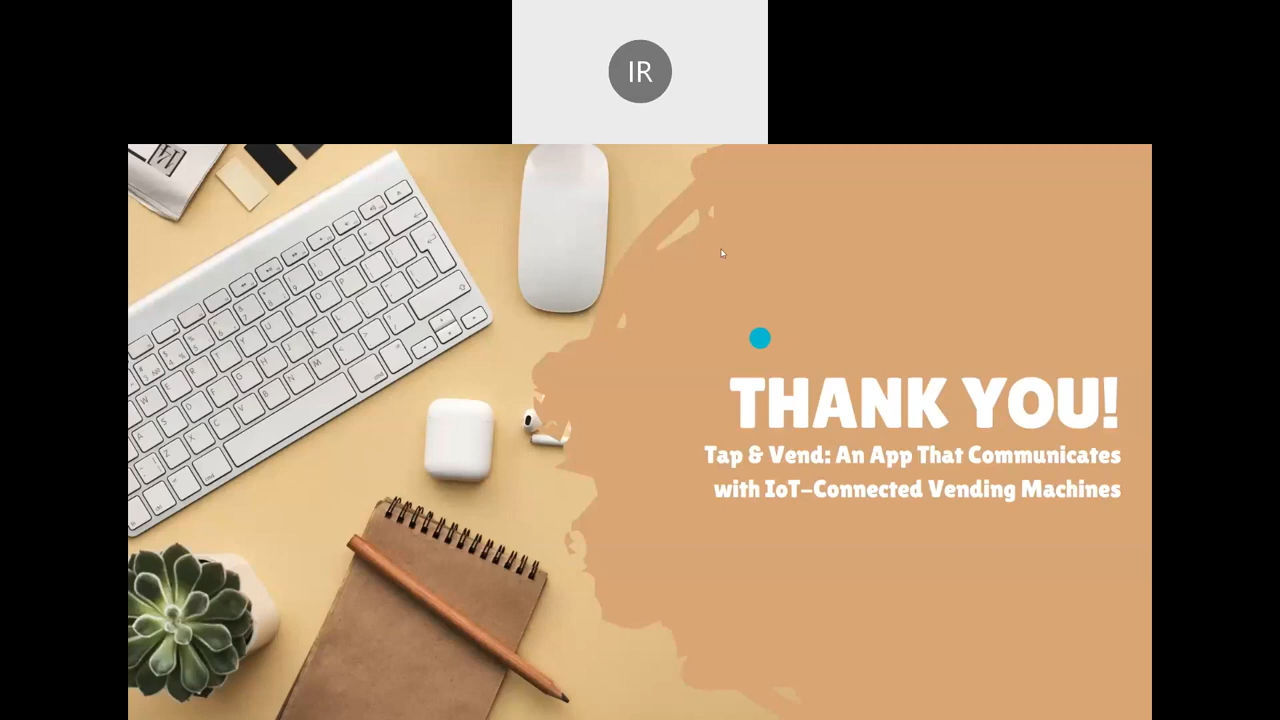 IR
THANK YOU!
Tap & Vend: An App That Communicates
with IoT-Connected Vending Machines